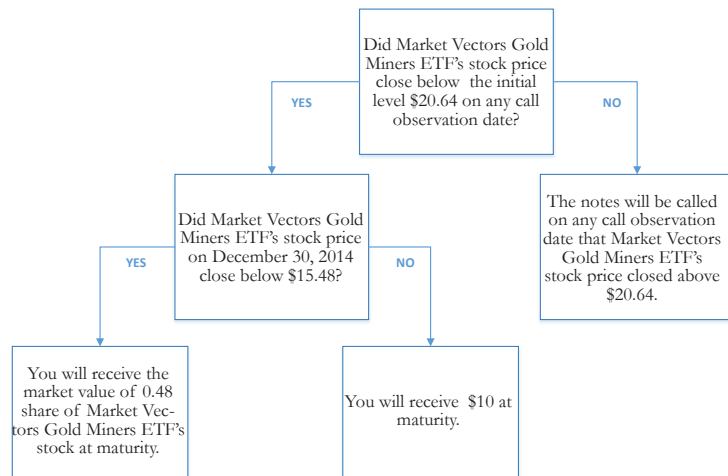 Did Market Vectors Gold
Miners ETF's stock price
close below the initial
level $20.64 on any call
observation date?
YES
NO
Did Market Vectors Gold
Miners ETF's stock price
on December 30, 2014
close below $15.48?
The notes will be called
on any call observation
date that Market Vectors
Gold Miners ETF's
stock price closed above
$20.64.
YES
NO
You will receive the
market value of 0.48
share of Market Vec-
tors Gold Miners ETF's
stock at maturity.
You will receive $10 at
maturity.